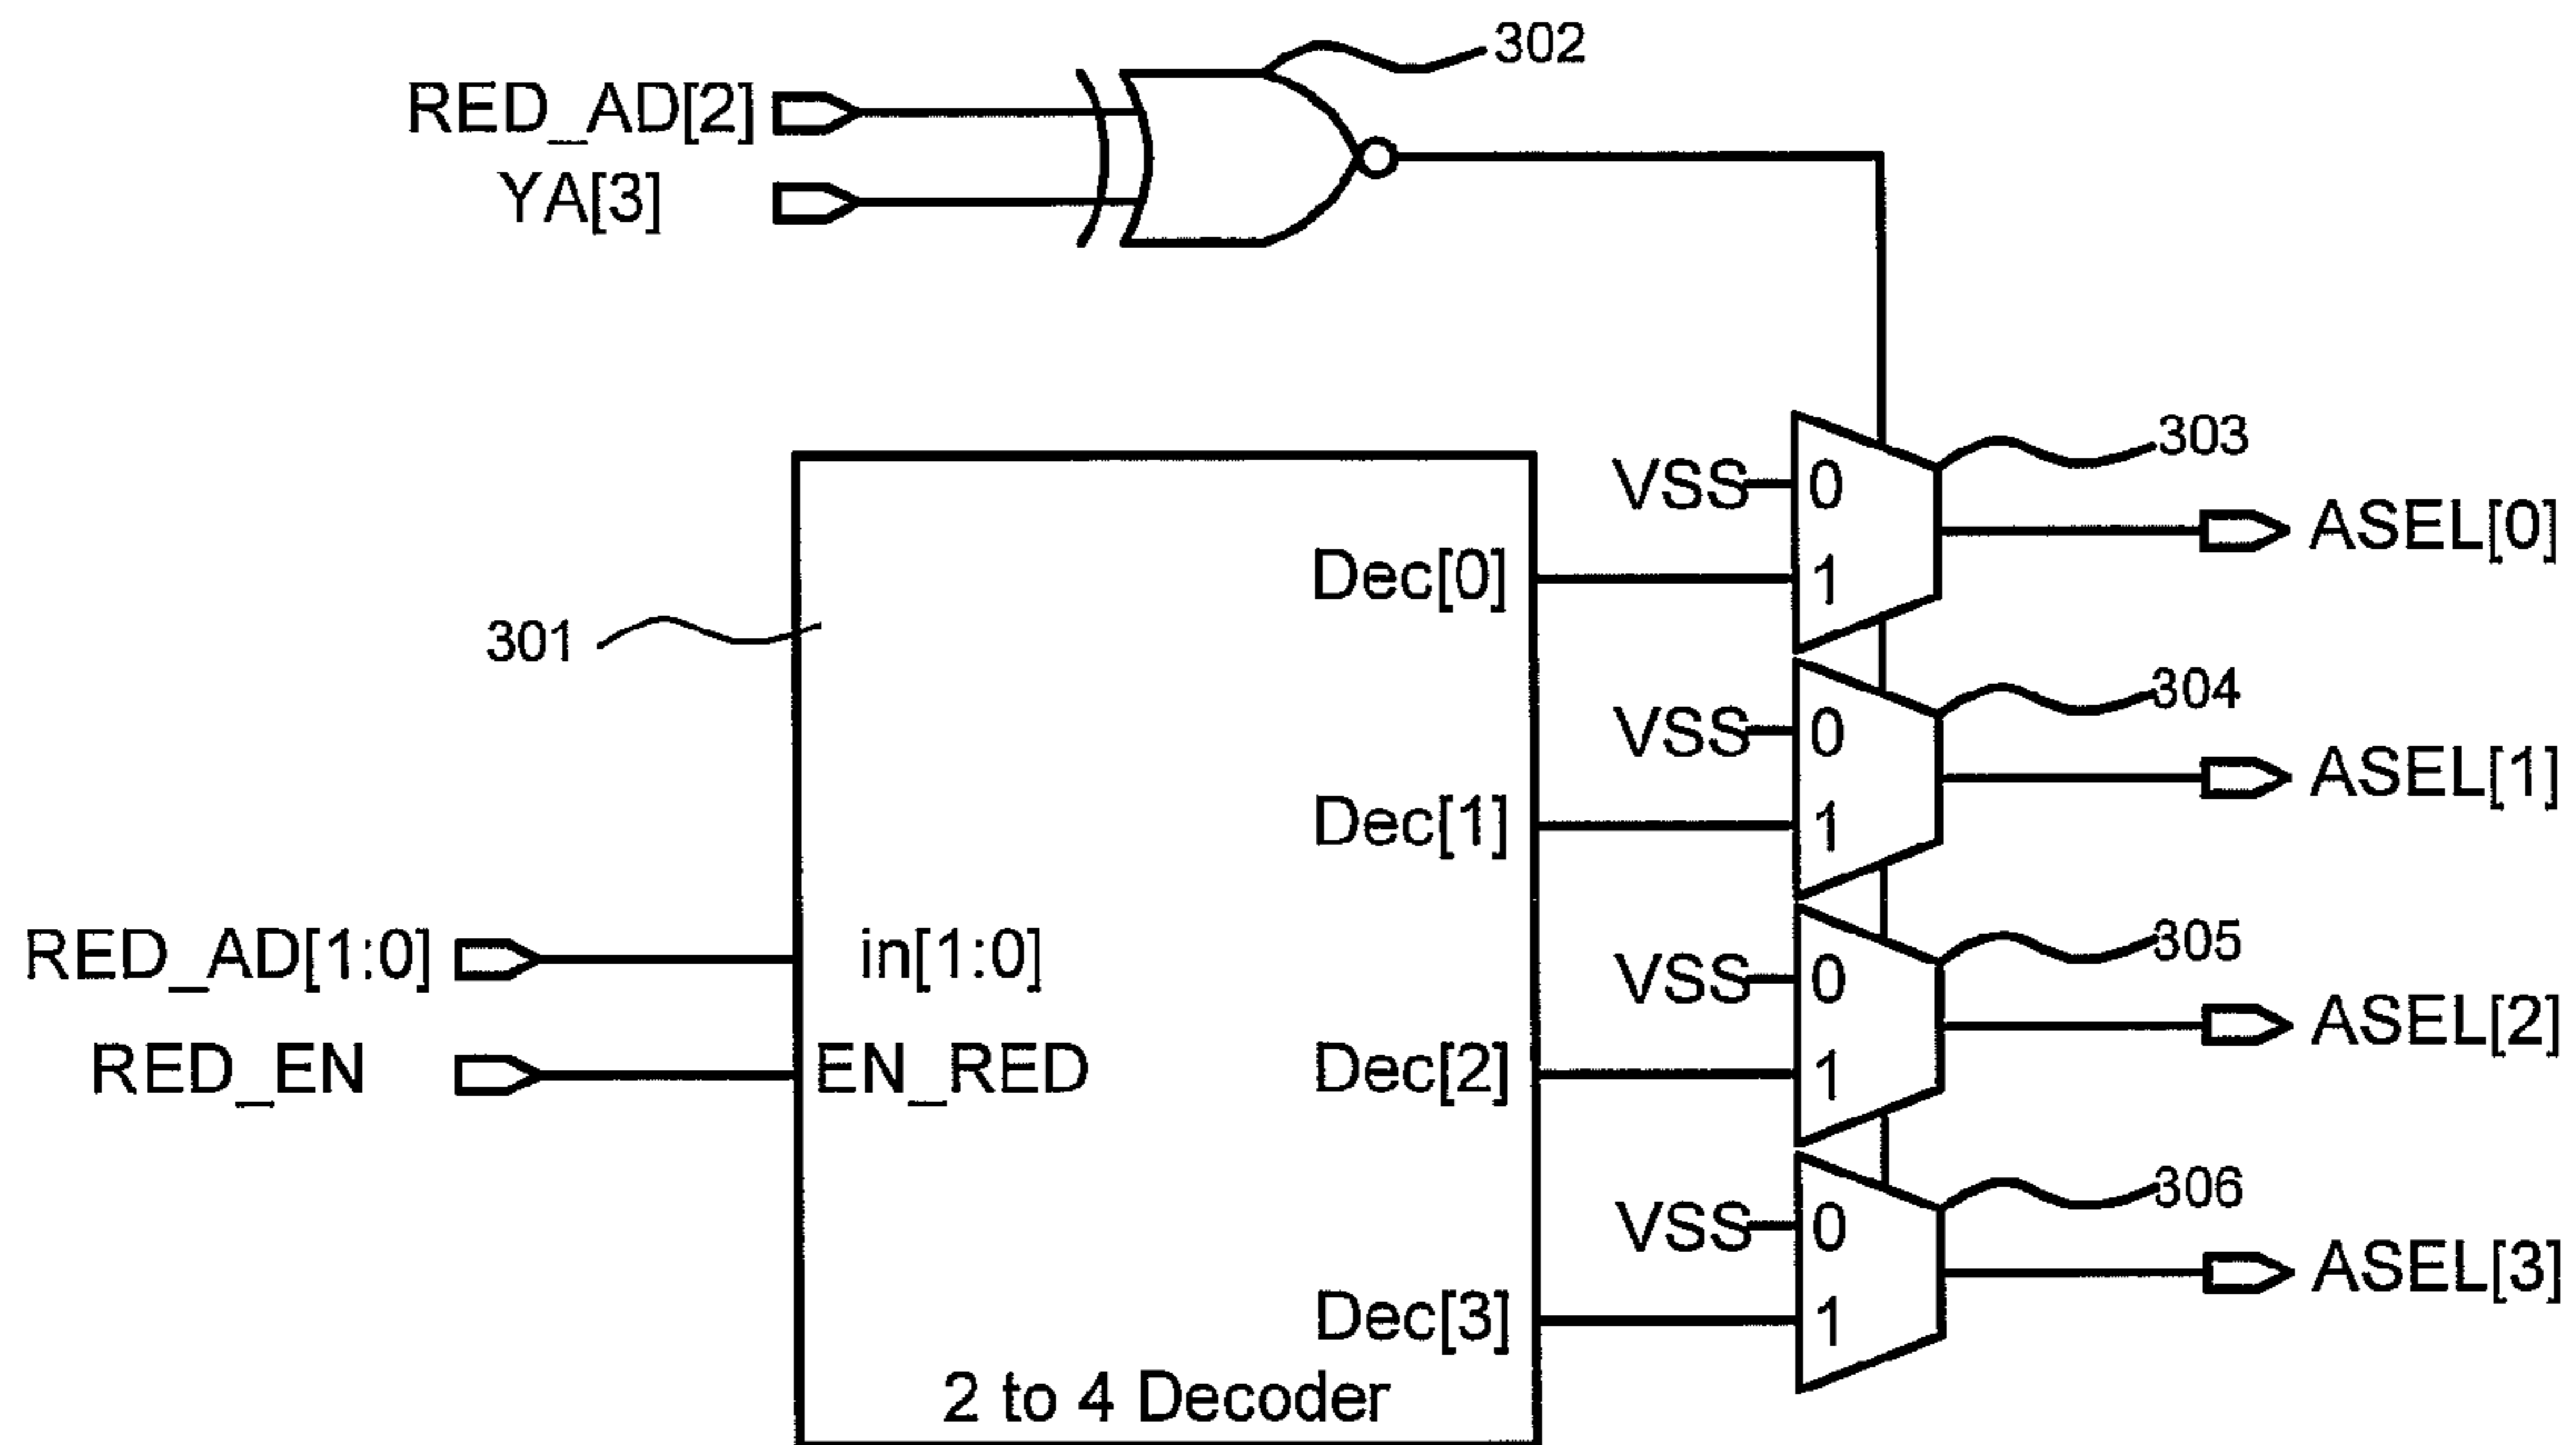 302
RED_AD[2]
YA[3]
303
VSS
0
ASEL[0]
Dec[0]
1
301
304
VSS
0
ASEL[1]
Dec[1]
1
RED_AD[1:0]
in[1:0]
305
VSS
0
ASEL[2]
RED_EN
EN_RED
Dec[2]
1
306
VSS
0
ASEL[3]
Dec[3]
1
2 to 4 Decoder